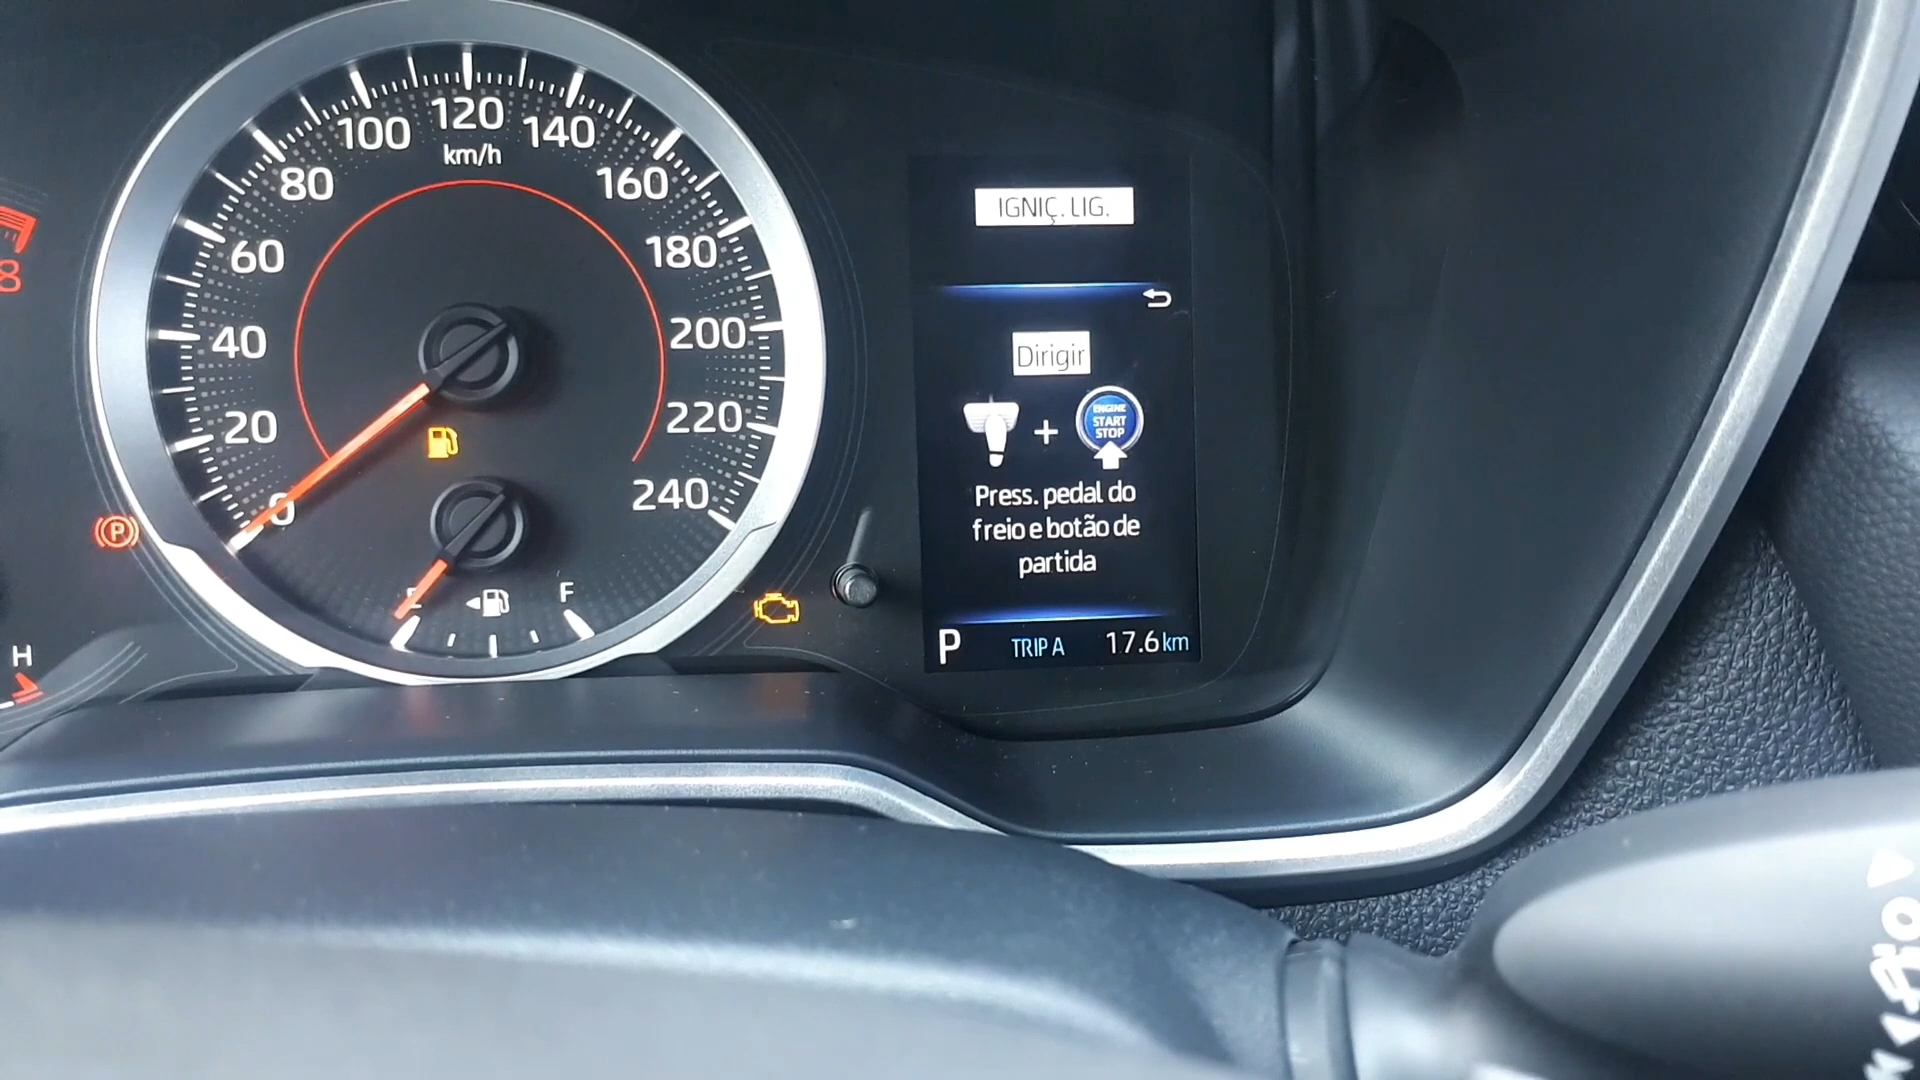 120
100
140
km/h
80
160
60
180
40
200
20
220
0
240
8
P
E
F
H
IGNIÇ. LIG.
Dirigir
ENGINE
START
STOP
+
Press. pedal do
freio e botão de
partida
P TRIP A 17.6 km